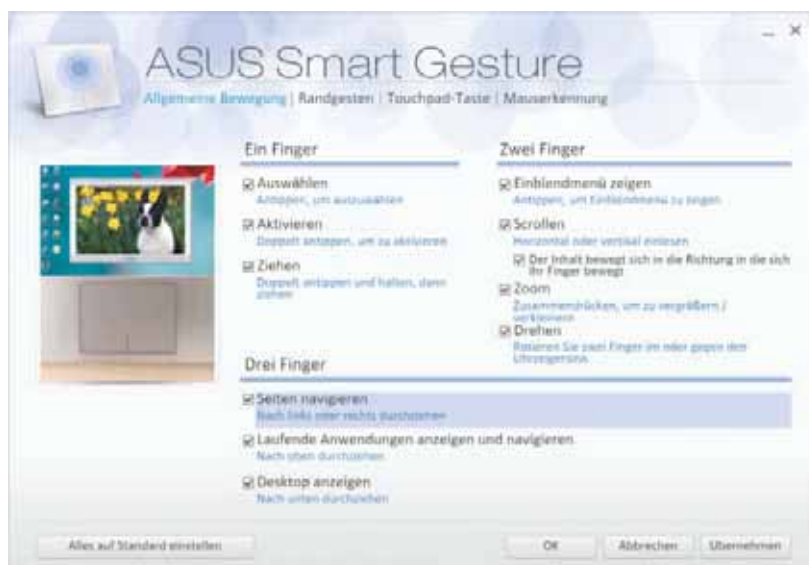 ASUS Smart Gesture
Allgemeine Bewegung | Randgesten | Touchpad-Taste | Mauserkennung
Ein Finger
Auswählen
Antippen, um auszuwählen
Aktivieren
Doppelt antippen, um zu aktivieren
Ziehen
Doppelt antippen und halten, dann
ziehen
Zwei Finger
Einblendmenü zeigen
Antippen, um Einblendmenü zu zeigen
Scrollen
Horizontal oder vertikal
Der Inhalt bewegt sich in die Richtung in die sich
Ihr Finger bewegt
Zoom
Zusammendrücken, um zu vergrößern /
verkleinern
Drehen
Rotieren Sie zwei Finger im oder gegen den
Uhrzeigersinn
Drei Finger
Seiten navigieren
Nach links oder rechts durchziehen
Laufende Anwendungen anzeigen und navigieren
Nach oben durchziehen
Desktop anzeigen
Nach unten durchziehen
Alles auf Standard einstellen
OK
Abbrechen
Übernehmen